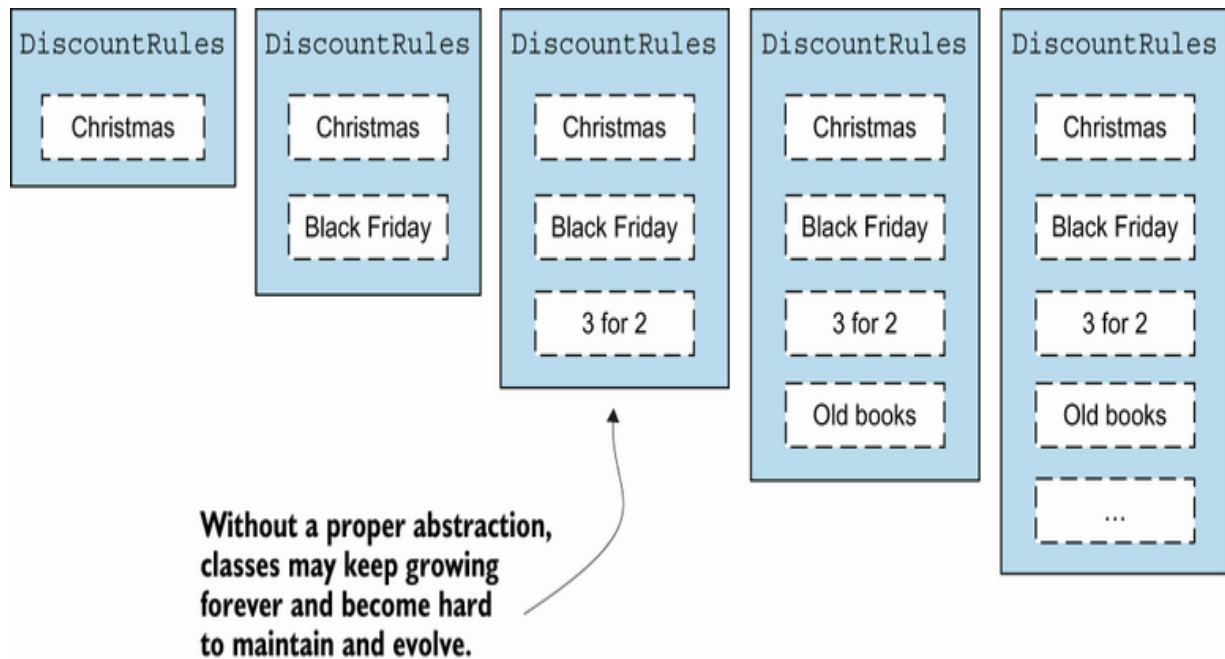 DiscountRules
Christmas
DiscountRules
Christmas
Black Friday
DiscountRules
Christmas
Black Friday
3 for 2
DiscountRules
Christmas
Black Friday
3 for 2
Old books
DiscountRules
Christmas
Black Friday
3 for 2
Old books
...
Without a proper abstraction,
classes may keep growing
forever and become hard
to maintain and evolve.